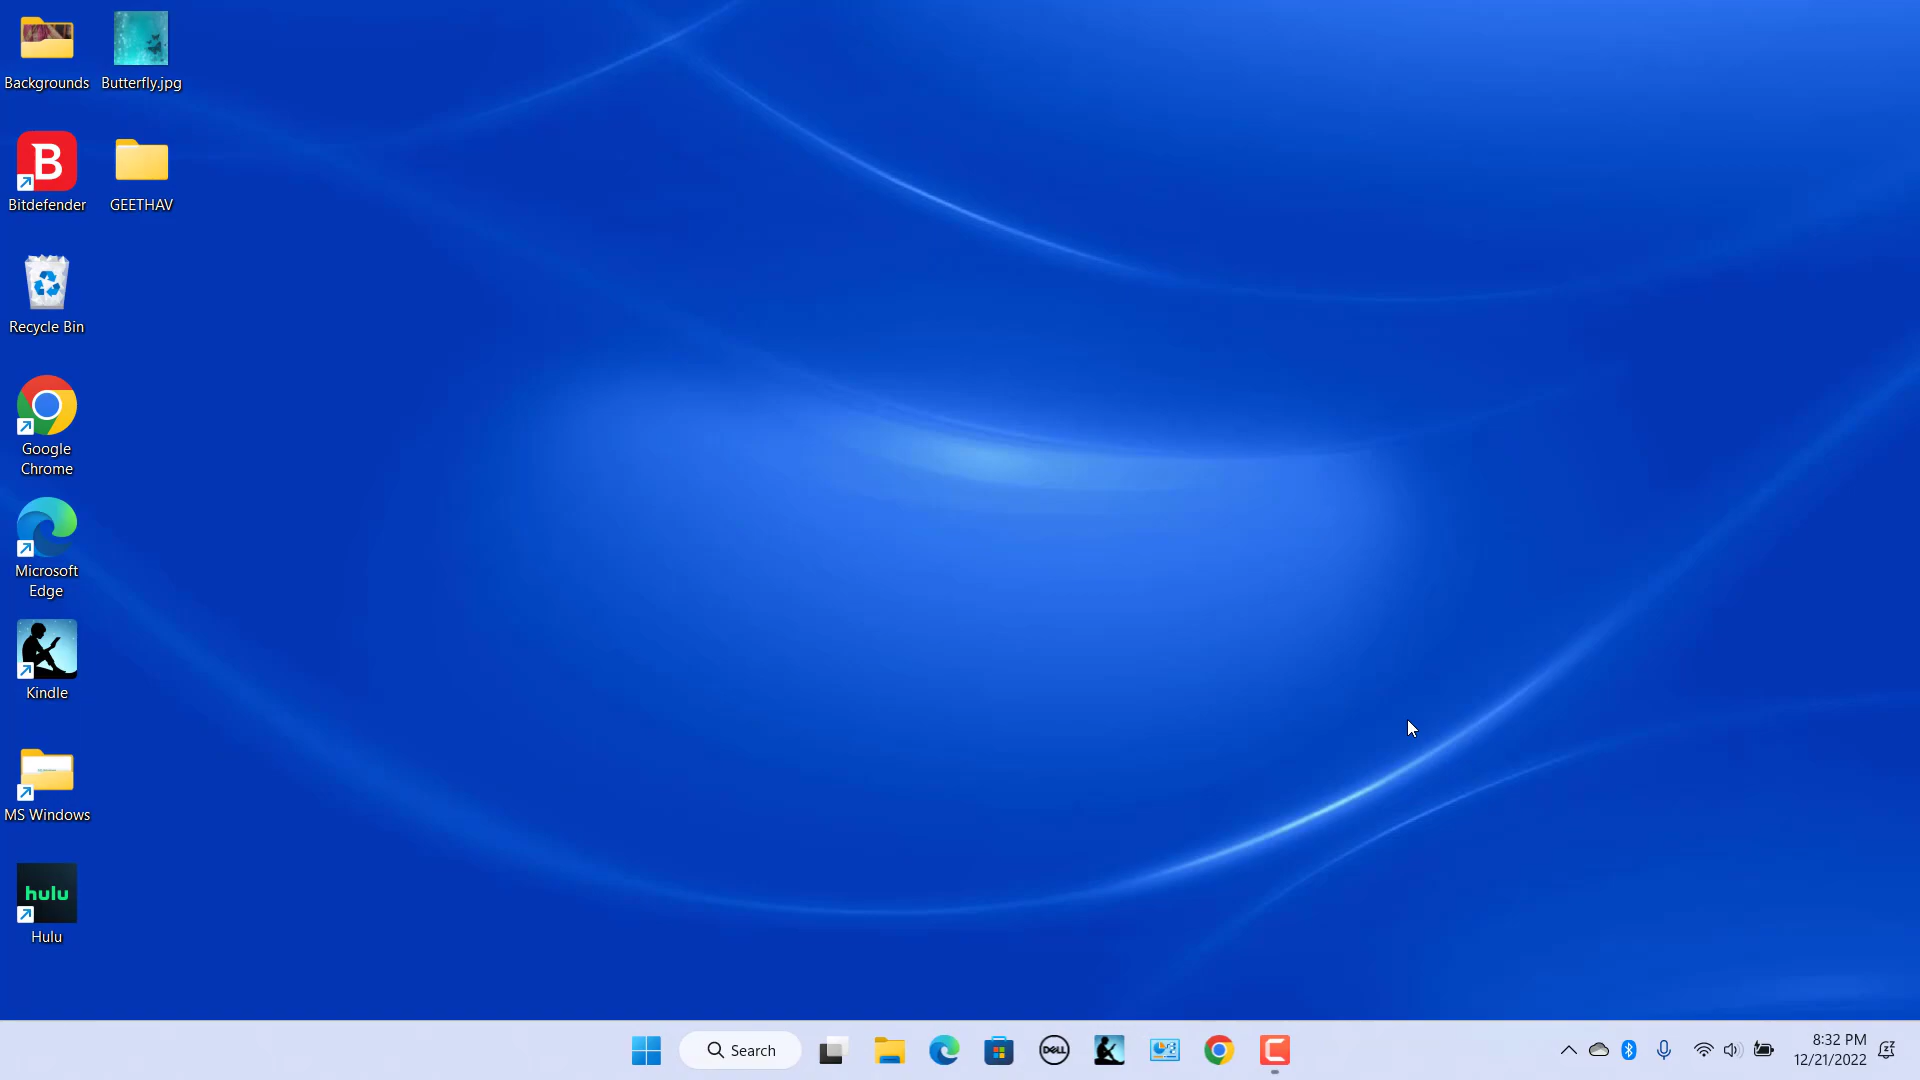 Backgrounds
Butterfly.jpg
B
Bitdefender
GEETHAV
Recycle Bin
Google
Chrome
Microsoft
Edge
Kindle
MS Windows
hulu
Hulu
Search
DELL
8:32 PM
12/21/2022